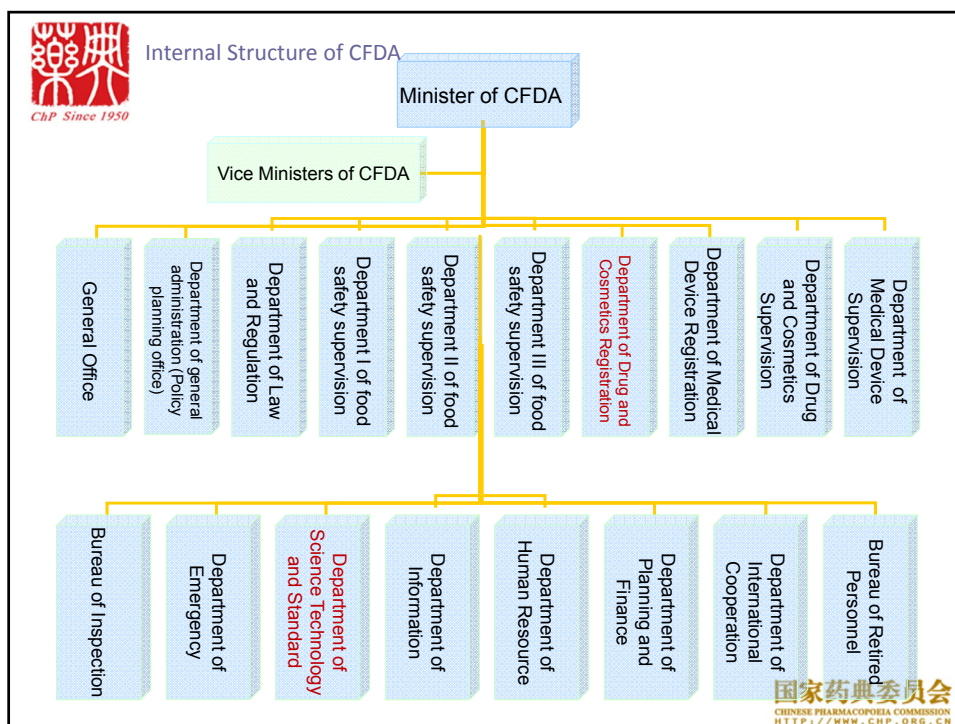 藥典
ChP Since 1950
Internal Structure of CFDA
Minister of CFDA
Vice Ministers of CFDA
General Office
Department of general
administration (Policy
planning office)
Department of Law
and Regulation
Department I of food
safety supervision
Department II of food
safety supervision
Department III of food
safety supervision
Department of Drug and
Cosmetics Registration
Department of Medical
Device Registration
Department of Drug
and Cosmetics
Supervision
Department of
Medical Device
Supervision
Bureau of Inspection
Department of
Emergency
Department of
Science Technology
and Standard
Department of
Information
Department of
Human Resource
Department of
Planning and
Finance
Department of
International
Cooperation
Bureau of Retired
Personnel
国家药典委员会
CHINESE PHARMACOPOEIA COMMISSION
HTTP://WWW.CHP.ORG.CN